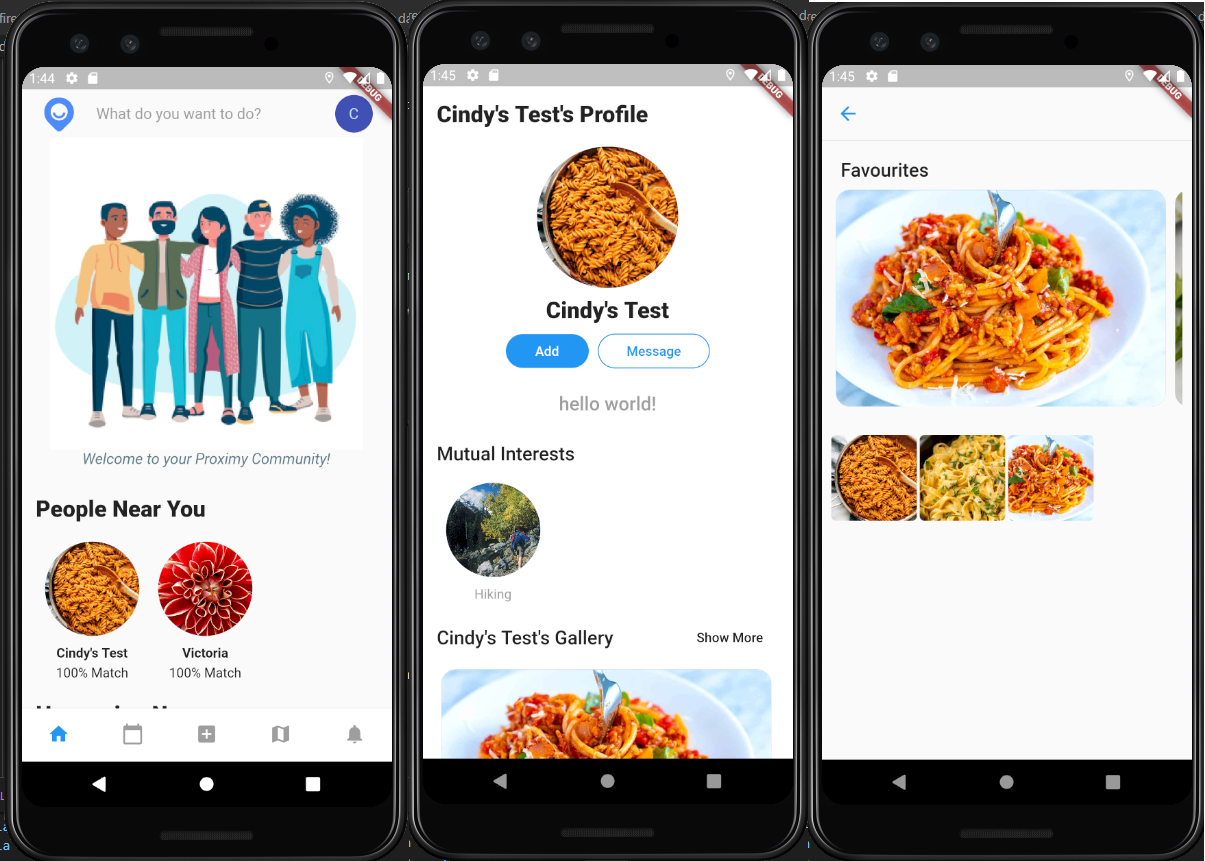 1:44
DEBUG
What do you want to do?
C
Welcome to your Proximy Community!
People Near You
Cindy's Test
100% Match
Victoria
100% Match
1:45
DEBUG
Cindy's Test's Profile
Cindy's Test
Add
Message
hello world!
Mutual Interests
Hiking
Cindy's Test's Gallery
Show More
1:45
DEBUG
Favourites